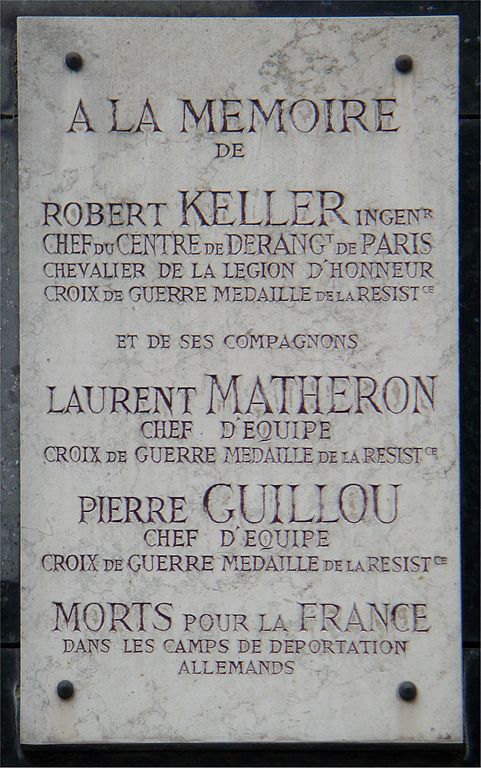 A LA MEMOIRE
DE
ROBERT KELLER INGENR
CHEF DU CENTRE DE DERANGT DE PARIS
CHEVALIER DE LA LEGION D'HONNEUR
CROIX DE GUERRE MEDAILLE DE LA RESISTCE
ET DE SES COMPAGNONS
LAURENT MATHERON
CHEF D'EQUIPE
CROIX DE GUERRE MEDAILLE DE LA RESISTCE
PIERRE GUILLOU
CHEF D'EQUIPE
CROIX DE GUERRE MEDAILLE DE LA RESISTCE
MORTS POUR LA FRANCE
DANS LES CAMPS DE DEPORTATION
ALLEMANDS